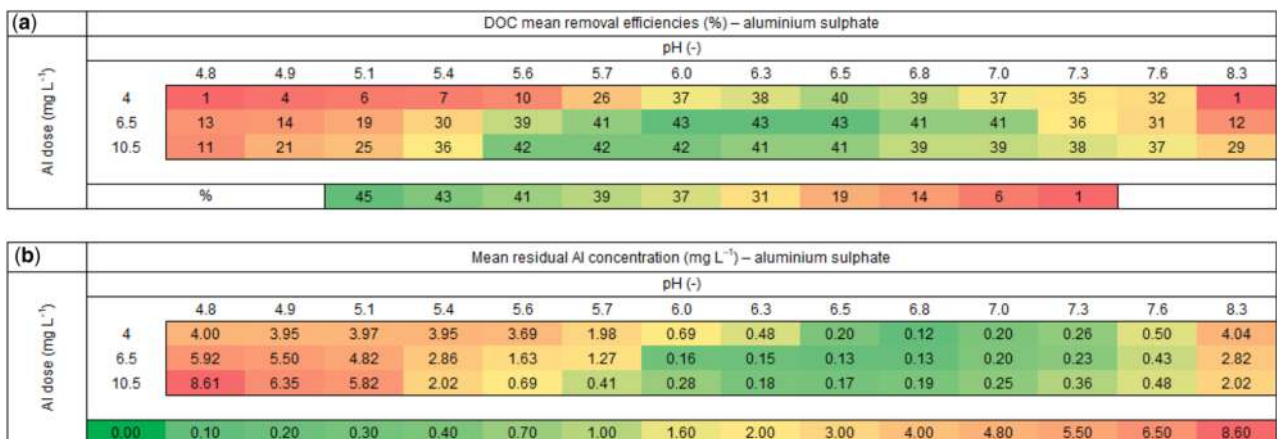 (a)
DOC mean removal efficiencies (%) – aluminium sulphate
pH (-)
Al dose (mg L⁻¹)
4.8 4.9 5.1 5.4 5.6 5.7 6.0 6.3 6.5 6.8 7.0 7.3 7.6 8.3
4 1 4 6 7 10 26 37 38 40 39 37 35 32 1
6.5 13 14 19 30 39 41 43 43 43 41 41 36 31 12
10.5 11 21 25 36 42 42 42 41 41 39 39 38 37 29
% 45 43 41 39 37 31 19 14 6 1
(b)
Mean residual Al concentration (mg L⁻¹) – aluminium sulphate
pH (-)
Al dose (mg L⁻¹)
4.8 4.9 5.1 5.4 5.6 5.7 6.0 6.3 6.5 6.8 7.0 7.3 7.6 8.3
4 4.00 3.95 3.97 3.95 3.69 1.98 0.69 0.48 0.20 0.12 0.20 0.26 0.50 4.04
6.5 5.92 5.50 4.82 2.86 1.63 1.27 0.16 0.15 0.13 0.13 0.20 0.23 0.43 2.82
10.5 8.61 6.35 5.82 2.02 0.69 0.41 0.28 0.18 0.17 0.19 0.25 0.36 0.48 2.02
0.00 0.10 0.20 0.30 0.40 0.70 1.00 1.60 2.00 3.00 4.00 4.80 5.50 6.50 8.60